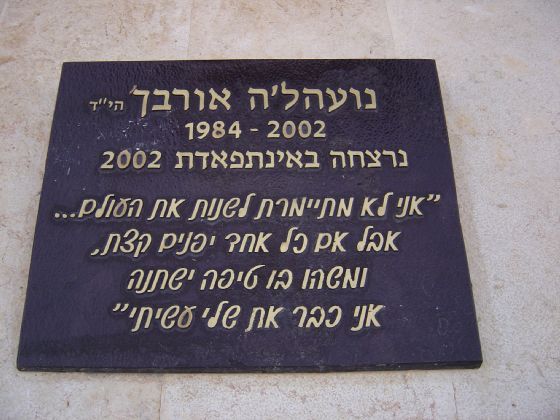 נועהל'ה אורבך הי"ד
1984 - 2002
נרצחה באינתפאדת 2002
"אני לא מתיימרת לשנות את העולם...
אבל אם כל אחד יפנים קצת,
ומשהו בו טיפה ישתנה
אני כבר את שלי עשיתי"